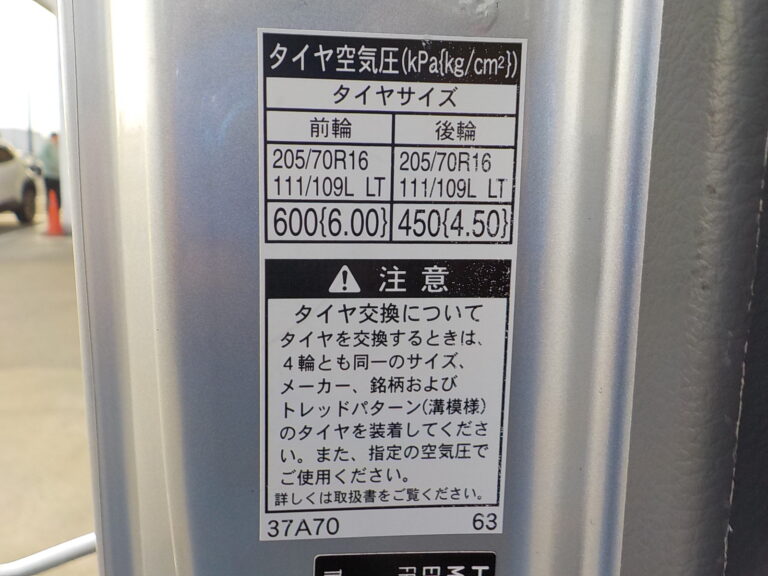 タイヤ空気圧(kPa{kg/cm²})
タイヤサイズ
前輪 後輪
205/70R16 205/70R16
111/109L LT 111/109L LT
600{6.00} 450{4.50}
注意
タイヤ交換について
タイヤを交換するときは、
4輪とも同一のサイズ、
メーカー、銘柄および
トレッドパターン(溝模様)
のタイヤを装着してくださ
い。また、指定の空気圧で
ご使用ください。
詳しくは取扱書をご覧ください。
37A70 63